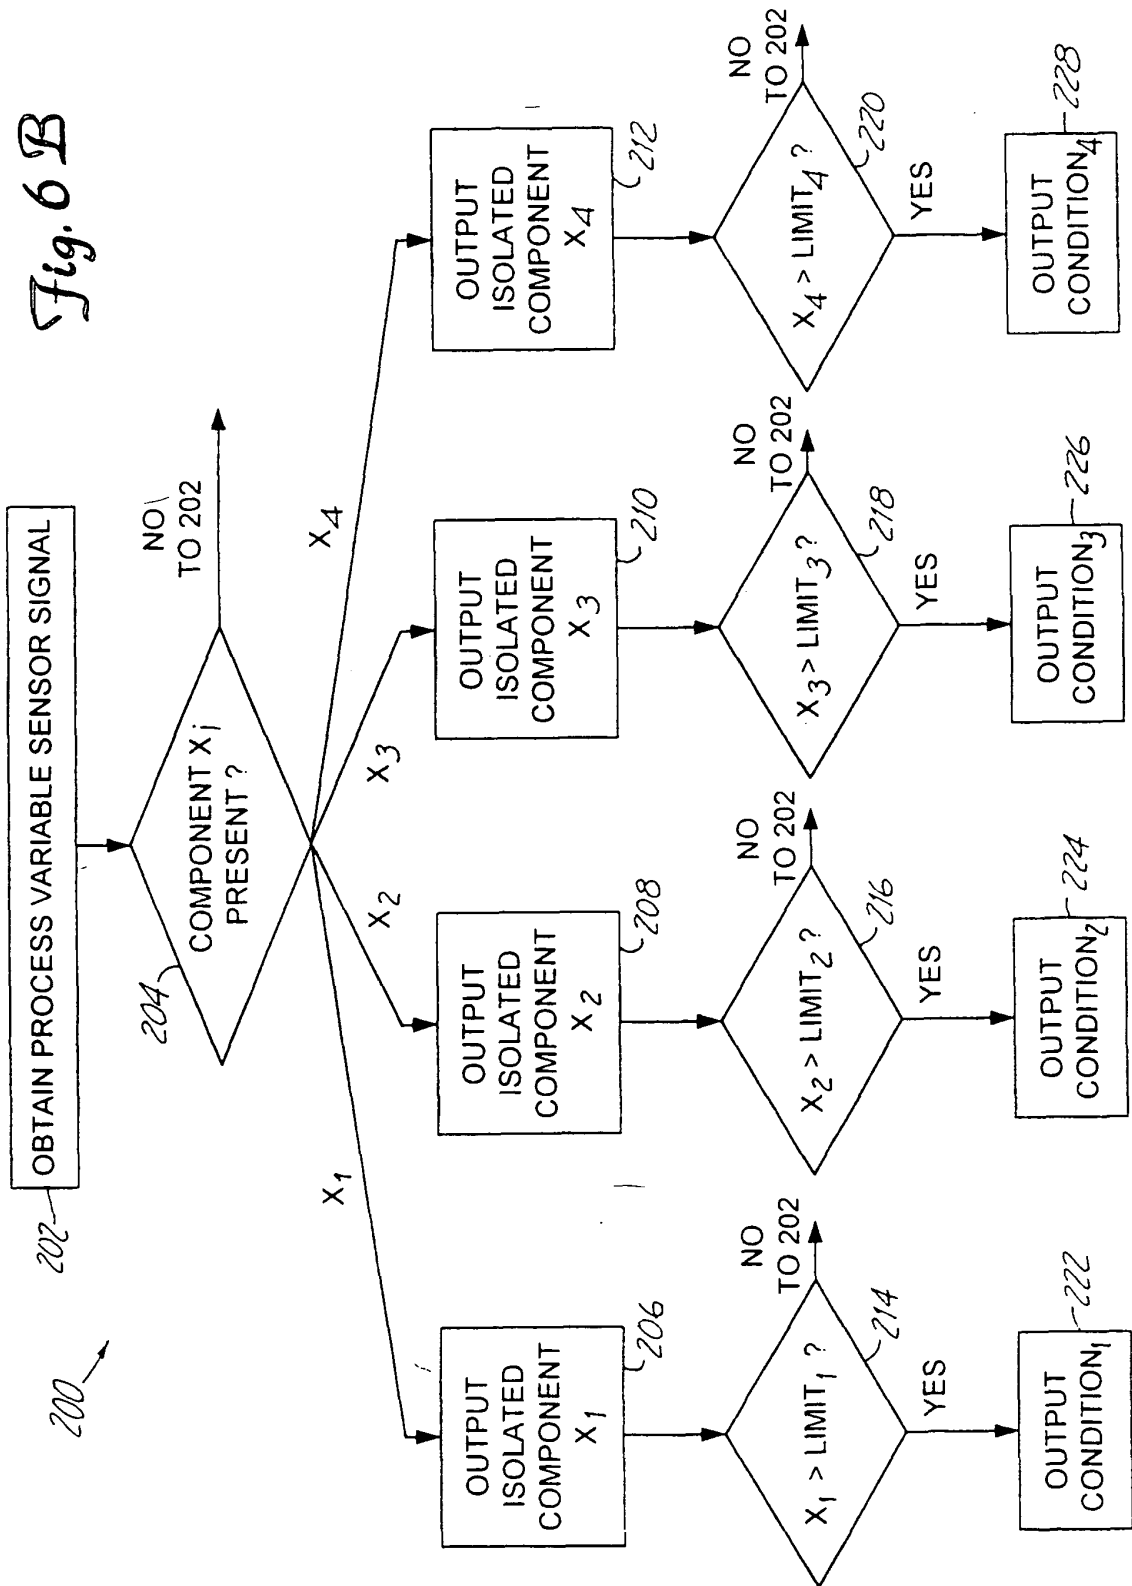 Fig. 6B
200
202
OBTAIN PROCESS VARIABLE SENSOR SIGNAL
204
COMPONENT Xj
PRESENT ?
NO
TO 202
X1
X2
X3
X4
OUTPUT
ISOLATED
COMPONENT
X1
206
OUTPUT
ISOLATED
COMPONENT
X2
208
OUTPUT
ISOLATED
COMPONENT
X3
210
OUTPUT
ISOLATED
COMPONENT
X4
212
X1 > LIMIT1 ?
214
NO
TO 202
YES
X2 > LIMIT2 ?
216
NO
TO 202
YES
X3 > LIMIT3 ?
218
NO
TO 202
YES
X4 > LIMIT4 ?
220
NO
TO 202
YES
OUTPUT
CONDITION1
222
OUTPUT
CONDITION2
224
OUTPUT
CONDITION3
226
OUTPUT
CONDITION4
228